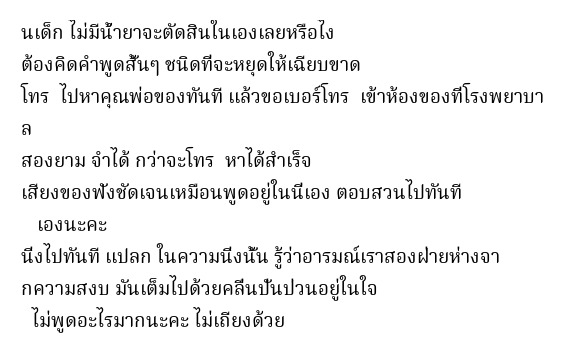 นเด็ก ไม่มีน้ำยาจะตัดสินในเองเลยหรือไง
ต้องคิดคำพูดสั้นๆ ชนิดที่จะหยุดให้เฉียบขาด
โทร ไปหาคุณพ่อของทันที แล้วขอเบอร์โทร เข้าห้องของที่โรงพยาบา
ล
สองยาม จำได้ กว่าจะโทร หาได้สำเร็จ
เสียงของฟังชัดเจนเหมือนพูดอยู่ในนี่เอง ตอบสวนไปทันที
เองนะคะ
นิ่งไปทันที แปลก ในความนิ่งนั้น รู้ว่าอารมณ์เราสองฝ่ายห่างจา
กความสงบ มันเต็มไปด้วยคลื่นปั่นป่วนอยู่ในใจ
ไม่พูดอะไรมากนะคะ ไม่เถียงด้วย